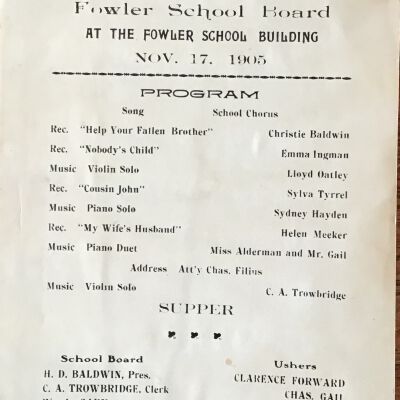 Fowler School Board
AT THE FOWLER SCHOOL BUILDING
NOV. 17, 1905
PROGRAM
Song School Chorus
Rec. "Help Your Fallen Brother" Christie Baldwin
Rec. "Nobody's Child" Emma Ingman
Music Violin Solo Lloyd Oatley
Rec. "Cousin John" Sylva Tyrrel
Music Piano Solo Sydney Hayden
Rec. "My Wife's Husband" Helen Meeker
Music Piano Duet Miss Alderman and Mr. Gail
Address Att'y Chas. Filius
Music Violin Solo C. A. Trowbridge
SUPPER
School Board Ushers
H. D. BALDWIN, Pres. CLARENCE FORWARD
C. A. TROWBRIDGE, Clerk CHAS. GAIL